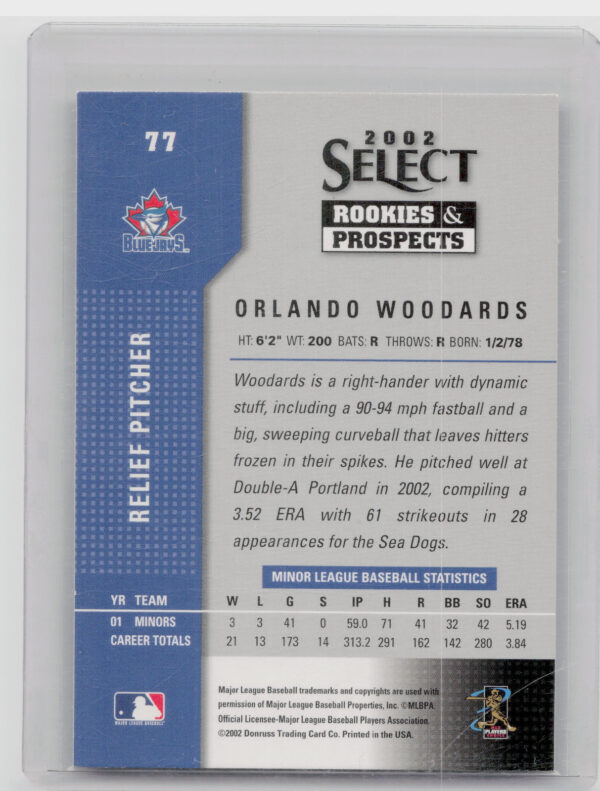 77
2002
SELECT
ROOKIES &
PROSPECTS
BLUE JAYS
ORLANDO WOODARDS
HT: 6'2" WT: 200 BATS: R THROWS: R BORN: 1/2/78
Woodards is a right-hander with dynamic
stuff, including a 90-94 mph fastball and a
big, sweeping curveball that leaves hitters
frozen in their spikes. He pitched well at
Double-A Portland in 2002, compiling a
3.52 ERA with 61 strikeouts in 28
appearances for the Sea Dogs.
RELIEF PITCHER
MINOR LEAGUE BASEBALL STATISTICS
YR TEAM W L G S IP H R BB SO ERA
01 MINORS 3 3 41 0 59.0 71 41 32 42 5.19
CAREER TOTALS 21 13 173 14 313.2 291 162 142 280 3.84
Major League Baseball trademarks and copyrights are used with
permission of Major League Baseball Properties, Inc. ©MLBPA
Official Licensee-Major League Baseball Players Association.
©2002 Donruss Trading Card Co. Printed in the USA.
MAJOR LEAGUE BASEBALL
PLAYERS
CHOICE